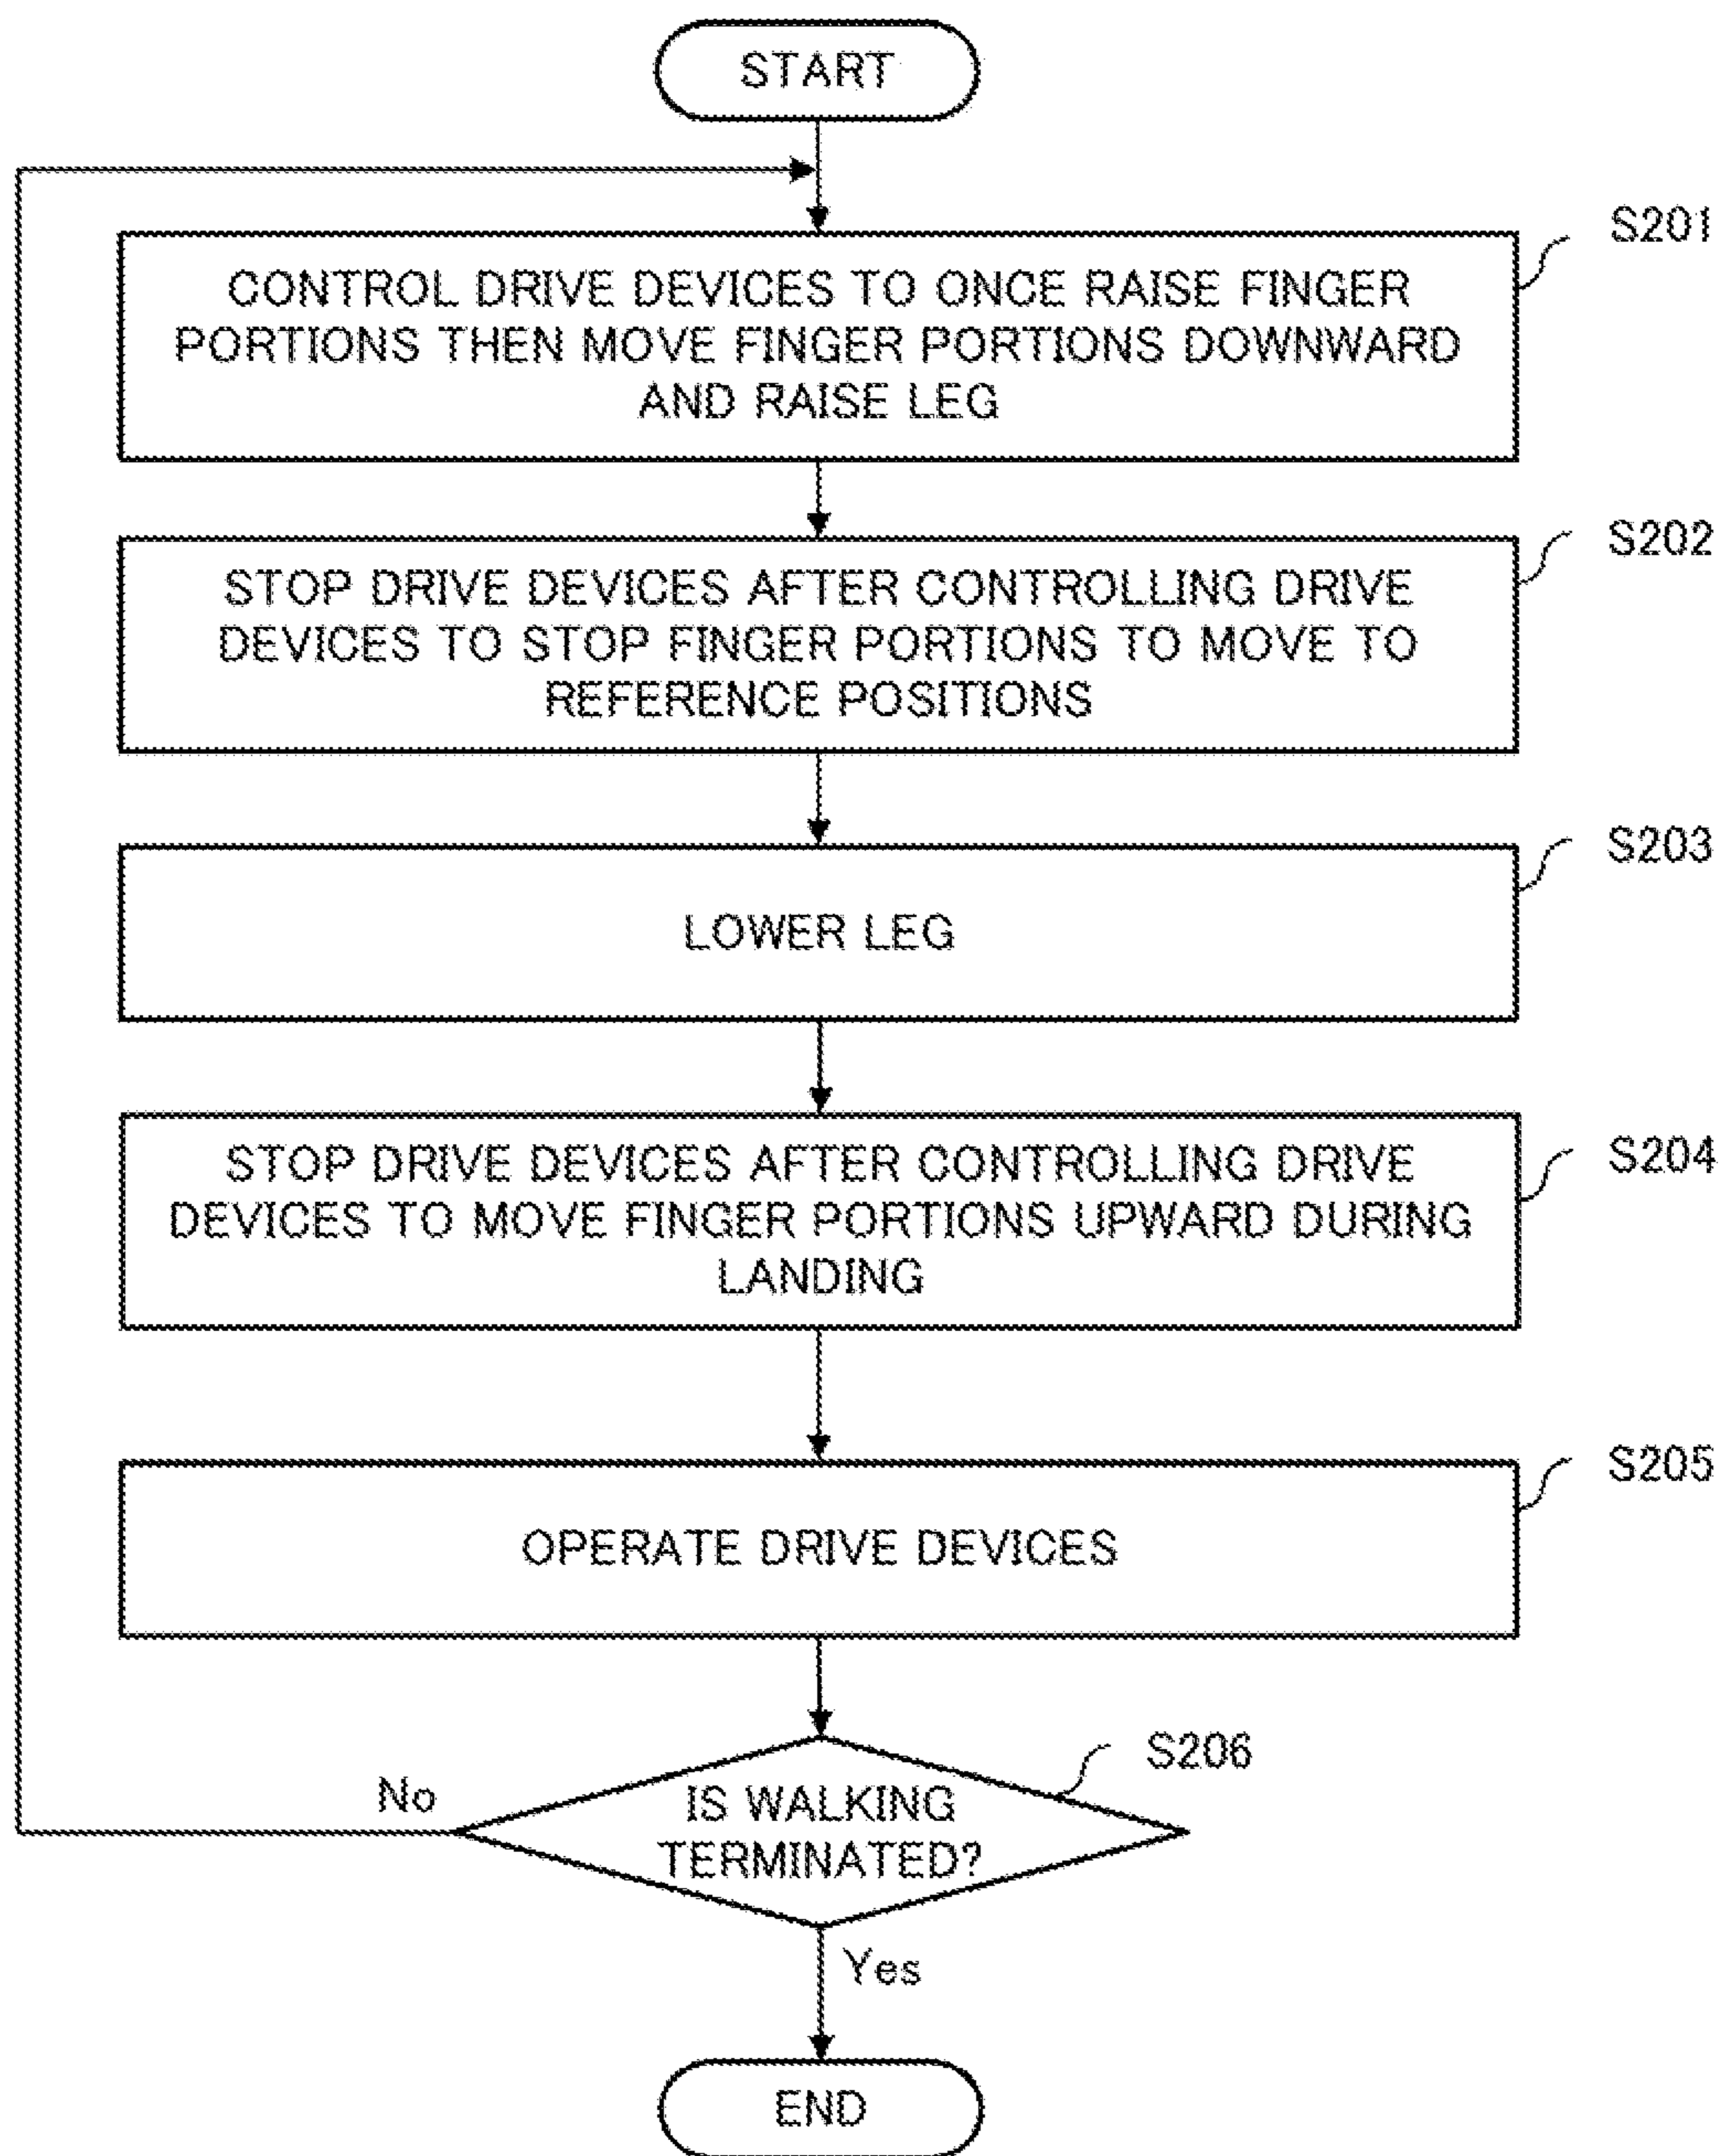 START
S201
CONTROL DRIVE DEVICES TO ONCE RAISE FINGER
PORTIONS THEN MOVE FINGER PORTIONS DOWNWARD
AND RAISE LEG
S202
STOP DRIVE DEVICES AFTER CONTROLLING DRIVE
DEVICES TO STOP FINGER PORTIONS TO MOVE TO
REFERENCE POSITIONS
S203
LOWER LEG
S204
STOP DRIVE DEVICES AFTER CONTROLLING DRIVE
DEVICES TO MOVE FINGER PORTIONS UPWARD DURING
LANDING
S205
OPERATE DRIVE DEVICES
S206
No
IS WALKING
TERMINATED?
Yes
END